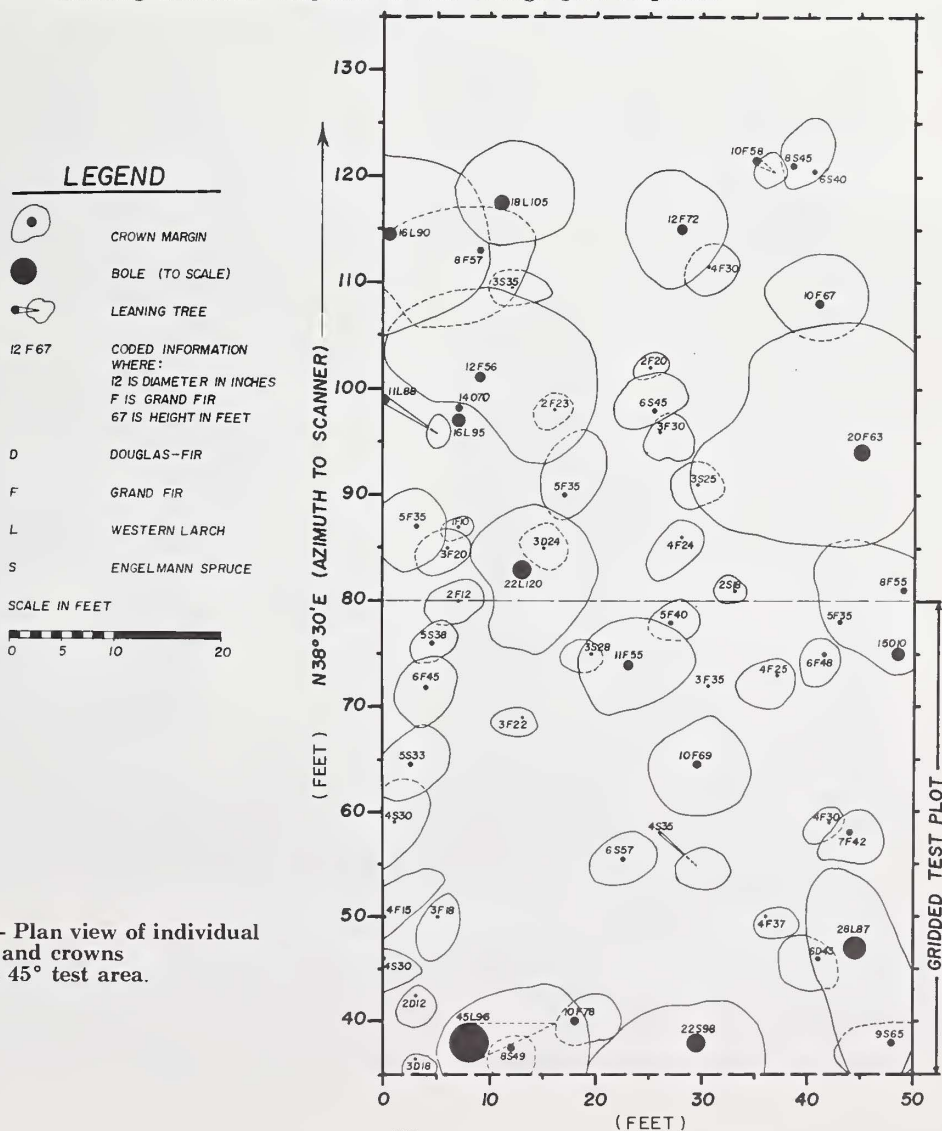 LEGEND
CROWN MARGIN
BOLE (TO SCALE)
LEANING TREE
12 F67 CODED INFORMATION
WHERE:
12 IS DIAMETER IN INCHES
F IS GRAND FIR
67 IS HEIGHT IN FEET
D DOUGLAS-FIR
F GRAND FIR
L WESTERN LARCH
S ENGELMANN SPRUCE
SCALE IN FEET
0 5 10 20
- Plan view of individual
and crowns
45° test area.
N38°30'E (AZIMUTH TO SCANNER)
(FEET)
130
120
110
100
90
80
70
60
50
40
10F58
8S45
6S40
18L105
16L90
12F72
8F57
4F30
3S35
10F67
12F56
2F20
11L88
14D70
2F23
6S45
16L95
3F30
20F63
3S25
5F35
5F35
1F10
3F20
3D24
4F24
22L120
2S18
8F55
2F12
5F40
5F35
5S38
3S28
11F55
15D10
6F48
6F45
3F35
4F25
3F22
5S33
10F69
4S30
4F30
4S35
7F42
6S57
4F15
3F18
4F37
28L87
4S30
6D43
2D12
45L96
10F78
22S98
9S65
8S49
3D18
0 10 20 30 40 50
(FEET)
GRIDDED TEST PLOT